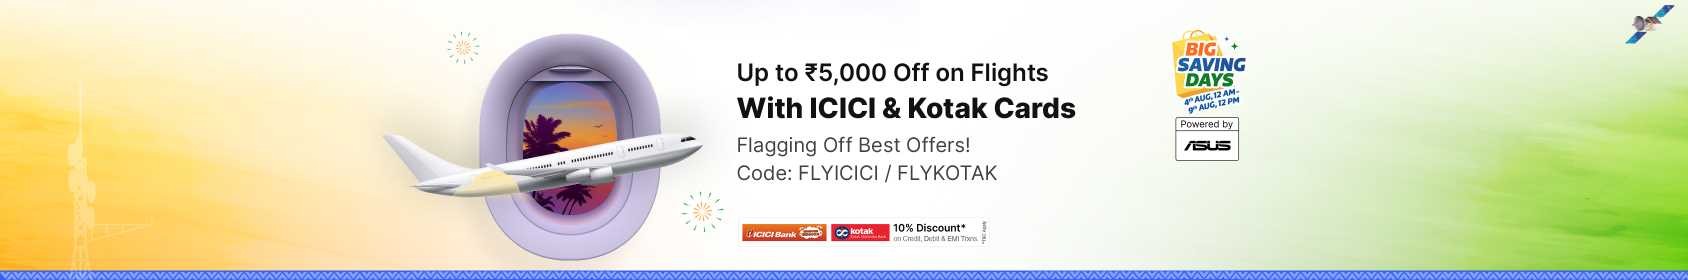 Up to ₹5,000 Off on Flights
With ICICI & Kotak Cards
Flagging Off Best Offers!
Code: FLYICICI / FLYKOTAK
ICICI Bank
kotak
10% Discount*
on Credit, Debit & EMI Txns.
BIG
SAVING
DAYS
4th AUG, 12 AM-
9th AUG, 12 PM
Powered by
ASUS